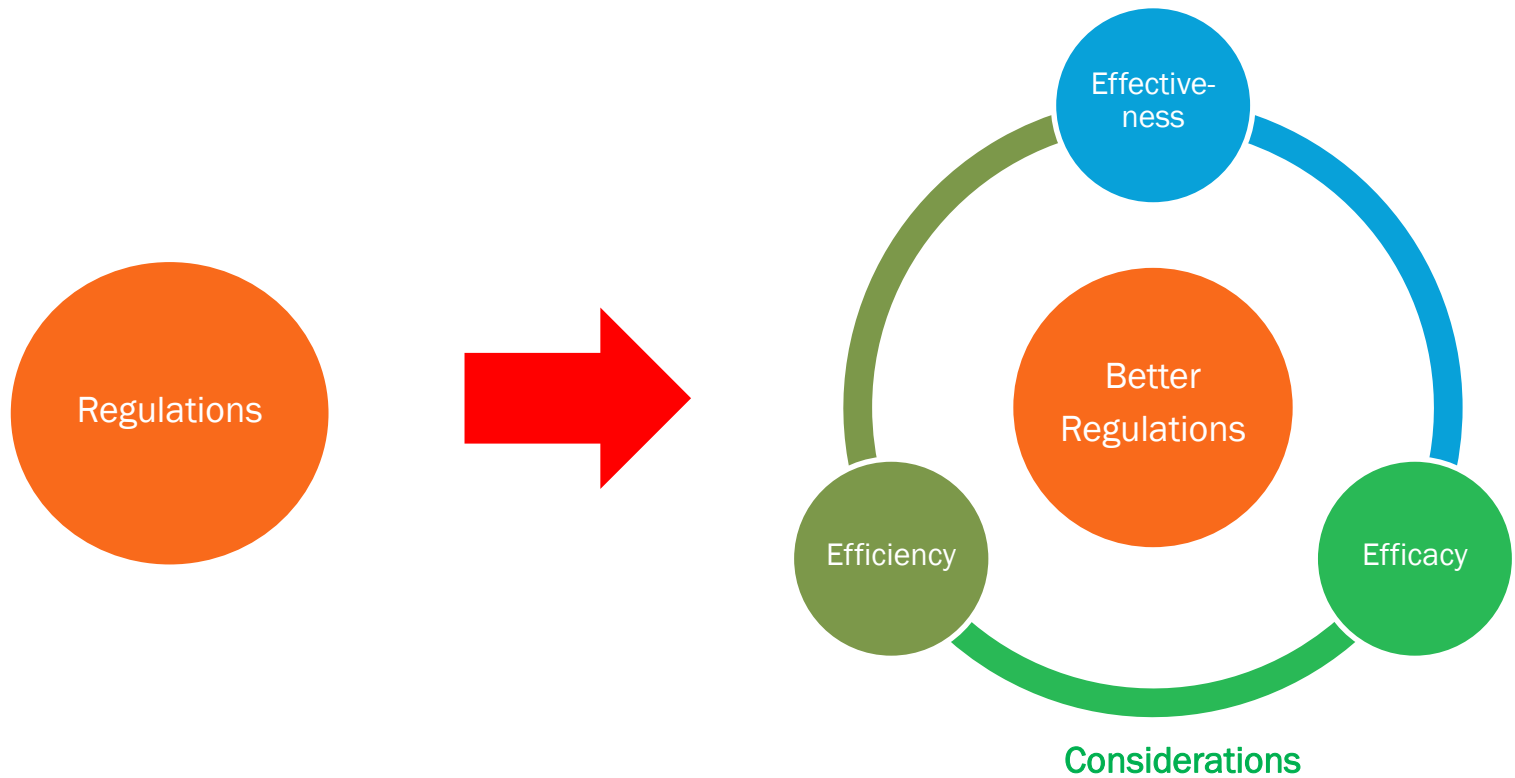 Regulations
Effective-
ness
Better
Regulations
Efficiency
Efficacy
Considerations